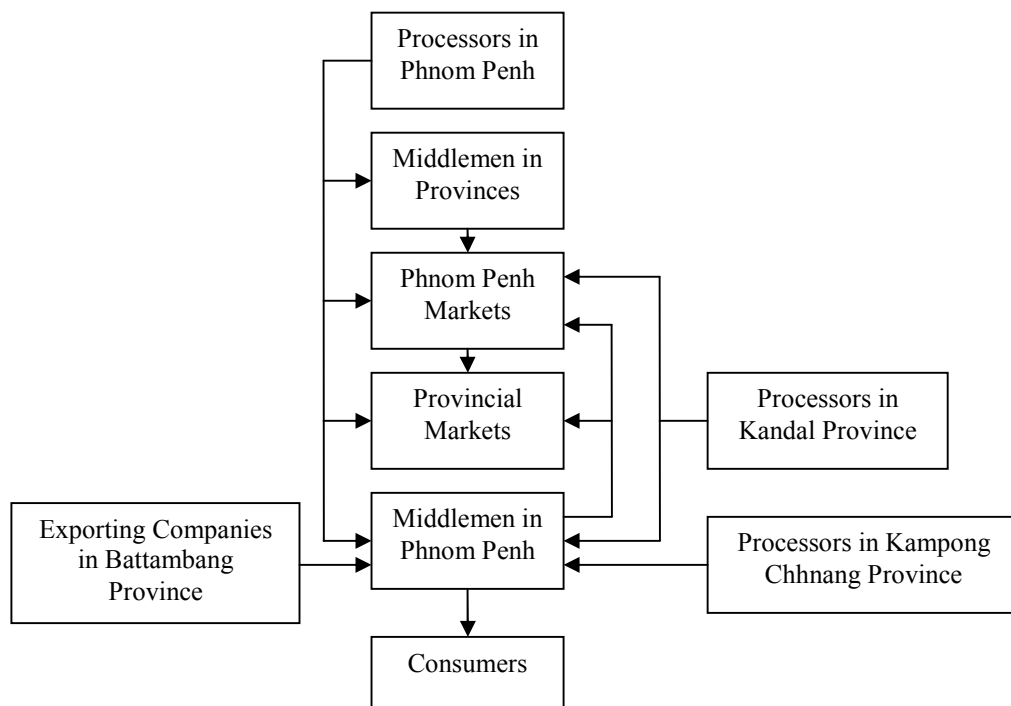 Processors in
Phnom Penh
Middlemen in
Provinces
Phnom Penh
Markets
Provincial
Markets
Processors in
Kandal Province
Exporting Companies
in Battambang
Province
Middlemen in
Phnom Penh
Processors in Kampong
Chhnang Province
Consumers